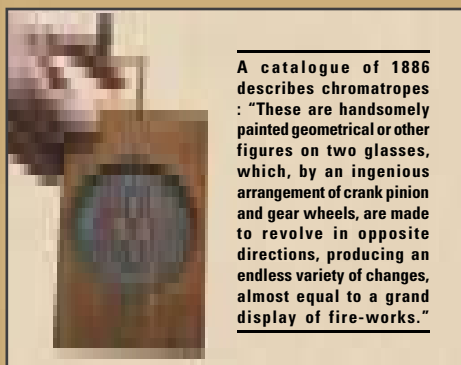 A catalogue of 1886
describes chromatropes
: “These are handsomely
painted geometrical or other
figures on two glasses,
which, by an ingenious
arrangement of crank pinion
and gear wheels, are made
to revolve in opposite
directions, producing an
endless variety of changes,
almost equal to a grand
display of fire-works.”